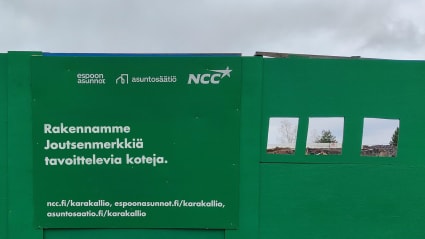 espoon asunnot asuntosäätiö NCC
Rakennamme
Joutsenmerkkiä
tavoittelevia koteja.
ncc.fi/karakallio, espoonasunnot.fi/karakallio,
asuntosaatio.fi/karakallio